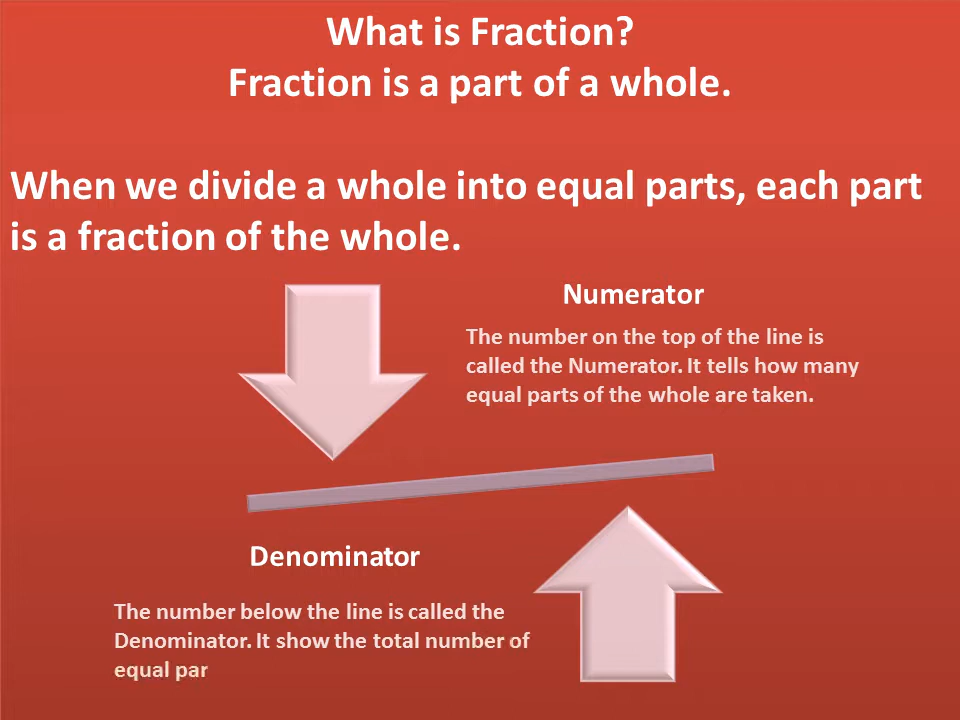 What is Fraction?
Fraction is a part of a whole.
When we divide a whole into equal parts, each part
is a fraction of the whole.
Numerator
The number on the top of the line is
called the Numerator. It tells how many
equal parts of the whole are taken.
Denominator
The number below the line is called the
Denominator. It show the total number of
equal par